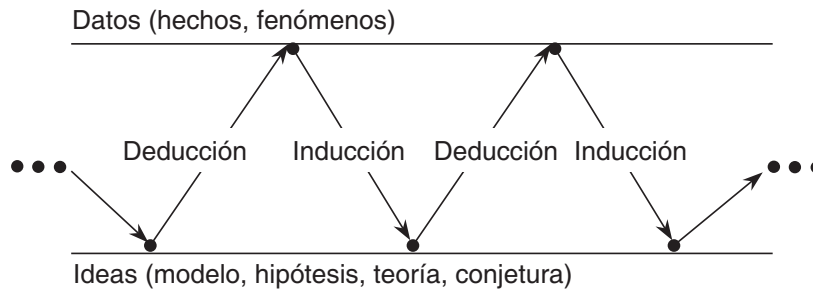 Datos (hechos, fenómenos)
Deducción Inducción Deducción Inducción
Ideas (modelo, hipótesis, teoría, conjetura)